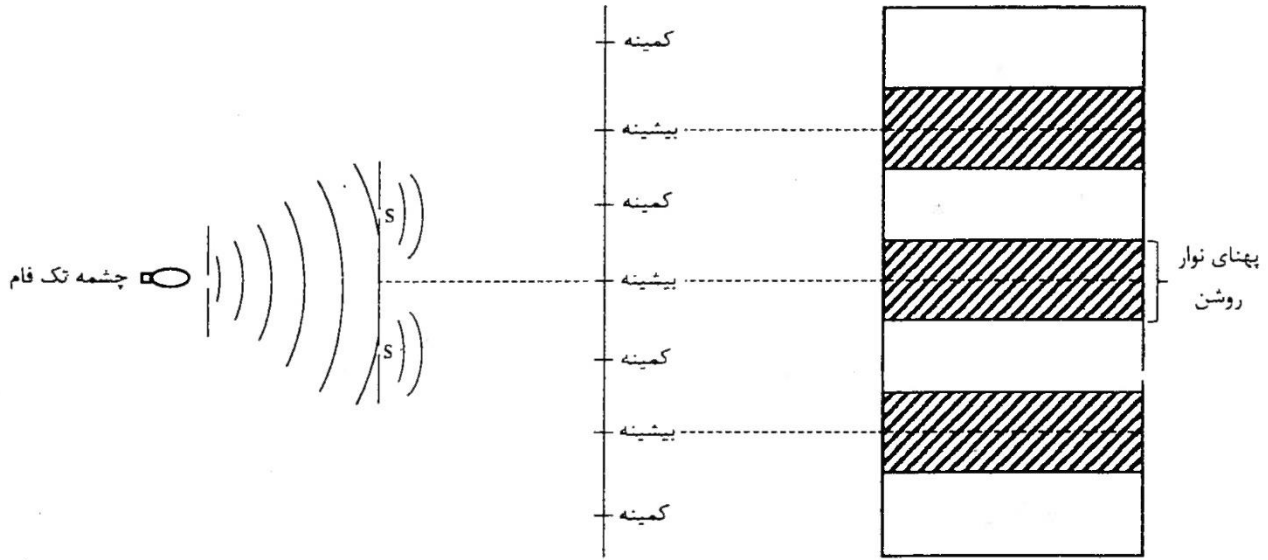 کمینه
بیشینه
کمینه
بیشینه
کمینه
بیشینه
کمینه
S
S
چشمه تک فام
پهنای نوار
روشن